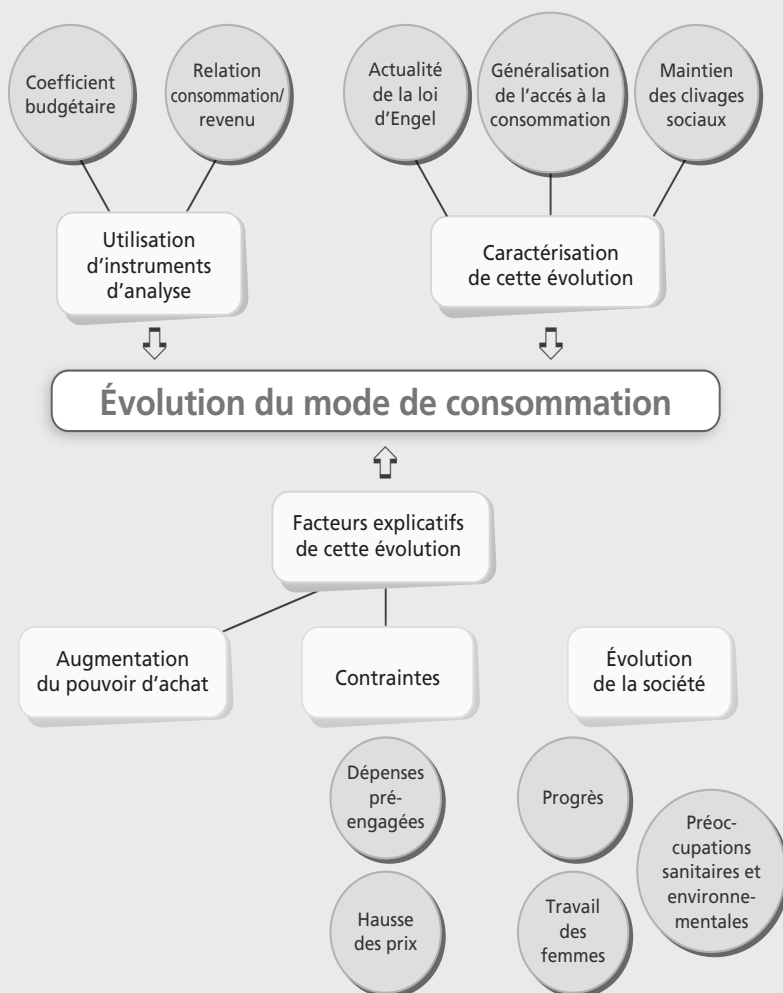 Coefficient
budgétaire
Relation
consommation/
revenu
Actualité
de la loi
d'Engel
Généralisation
de l'accés à la
consommation
Maintien
des clivages
sociaux
Utilisation
d'instruments
d'analyse
Caractérisation
de cette évolution
Évolution du mode de consommation
Facteurs explicatifs
de cette évolution
Augmentation
du pouvoir d'achat
Contraintes
Évolution
de la société
Dépenses
pré-
engagées
Progrès
Préoc-
cupations
sanitaires et
environne-
mentales
Hausse
des prix
Travail
des
femmes